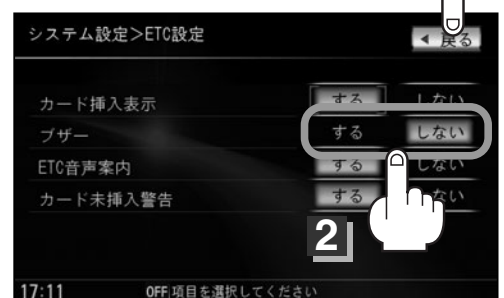 システム設定>ETC設定
◀ 戻る
カード挿入表示 する しない
ブザー する しない
ETC音声案内 する しない
カード未挿入警告 する ない
2
17:11 OFF 項目を選択してください